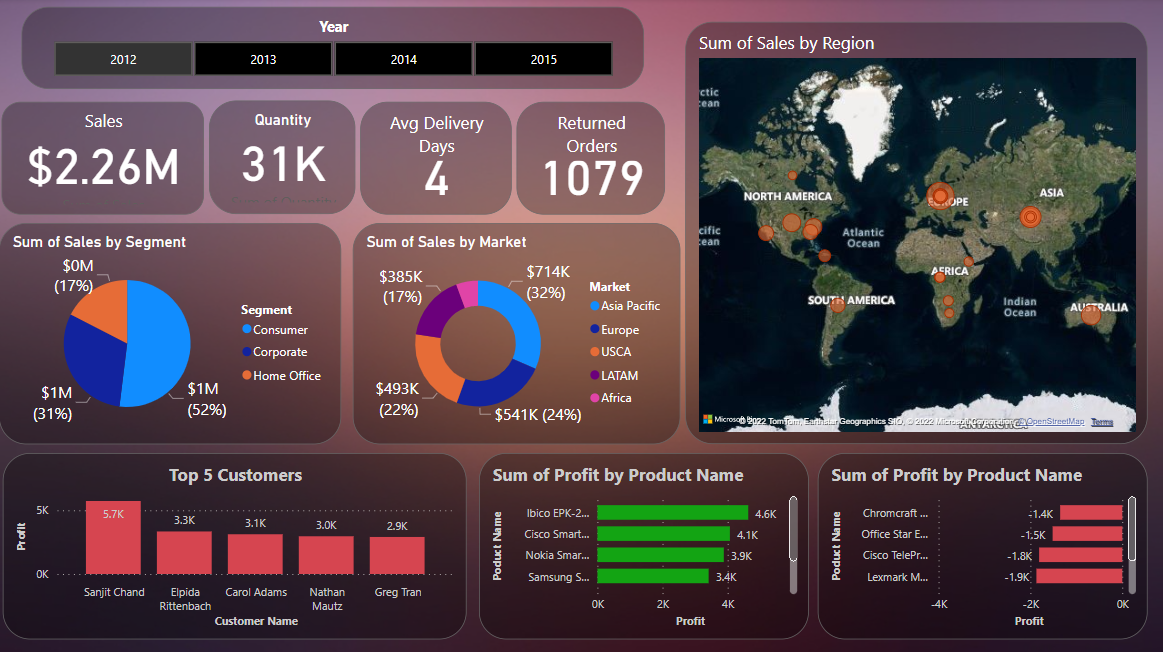 Year
2012
2013
2014
2015
Sales
$2.26M
Quantity
31K
Avg Delivery
Days
4
Returned
Orders
1079
Sum of Sales by Region
NORTH AMERICA
EUROPE
ASIA
Atlantic
Ocean
AFRICA
SOUTH AMERICA
Indian
Ocean
AUSTRALIA
ANTARCTICA
© 2022 TomTom, Earthstar Geographics SIO, © 2022 Microsoft Corporation, © OpenStreetMap Terms
Sum of Sales by Segment
$0M
(17%)
$1M
(31%)
$1M
(52%)
Segment
Consumer
Corporate
Home Office
Sum of Sales by Market
$385K
(17%)
$714K
(32%)
$493K
(22%)
$541K (24%)
Market
Asia Pacific
Europe
USCA
LATAM
Africa
Top 5 Customers
Profit
5K
0K
5.7K
3.3K
3.1K
3.0K
2.9K
Sanjit Chand
Elpida
Rittenbach
Carol Adams
Nathan
Mautz
Greg Tran
Customer Name
Sum of Profit by Product Name
Poduct Name
Ibico EPK-2... 4.6K
Cisco Smart... 4.1K
Nokia Smar... 3.9K
Samsung S... 3.4K
0K 2K 4K
Profit
Sum of Profit by Product Name
Poduct Name
Chromcraft ... -1.4K
Office Star E... -1.5K
Cisco TelePr... -1.8K
Lexmark M... -1.9K
-4K -2K 0K
Profit